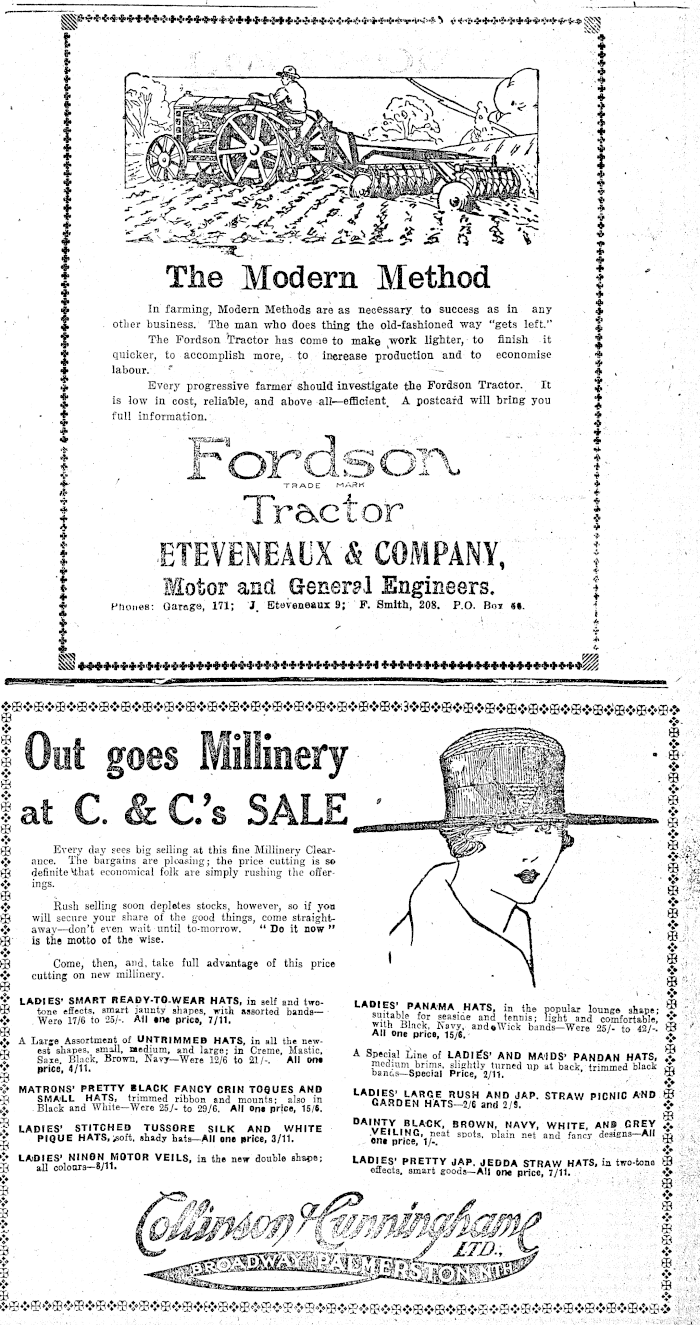 The Modern Method
In farming, Modern Methods are as necessary to success as in any
other business. The man who does thing the old-fashioned way "gets left."
The Fordson Tractor has come to make work lighter, to finish it
quicker, to accomplish more, to increase production and to economise
labour.
Every progressive farmer should investigate the Fordson Tractor. It
is low in cost, reliable, and above all—efficient. A postcard will bring you
full information.
Fordson
TRADE MARK
Tractor
ETEVENEAUX & COMPANY,
Motor and General Engineers.
Phones: Garage, 171; J. Eteveneaux 9; F. Smith, 208. P.O. Box
Out goes Millinery
at C. & C.'s SALE
Every day sees big selling at this fine Millinery Clear-
ance. The bargains are pleasing; the price cutting is so
definite that economical folk are simply rushing the offer-
ings.
Rush selling soon depletes stocks, however, so if you
will secure your share of the good things, come straight-
away—don't even wait until to-morrow. "Do it now"
is the motto of the wise.
Come, then, and take full advantage of this price
cutting on new millinery.
LADIES' SMART READY-TO-WEAR HATS, in self and two-
tone effects, smart jaunty shapes, with assorted bands—
Were 17/6 to 25/-. All one price, 7/11.
A Large Assortment of UNTRIMMED HATS, in all the new-
est shapes, small, medium, and large; in Creme, Mastic,
Saxe, Black, Brown, Navy—Were 12/6 to 21/-. All one
price, 4/11.
MATRONS' PRETTY BLACK FANCY CRIN TOQUES AND
SMALL HATS, trimmed ribbon and mounts; also in
Black and White—Were 25/- to 29/6. All one price, 15/6.
LADIES' STITCHED TUSSORE SILK AND WHITE
PIQUE HATS, soft, shady hats—All one price, 3/11.
LADIES' NINON MOTOR VEILS, in the new double shape;
all colours—8/11.
LADIES' PANAMA HATS, in the popular lounge shape;
suitable for seaside and tennis; light and comfortable,
with Black, Navy, and Wick bands—Were 25/- to 42/-.
All one price, 15/6.
A Special Line of LADIES' AND MAIDS' PANDAN HATS,
medium brims, slightly turned up at back, trimmed black
bands—Special Price, 2/11.
LADIES' LARGE RUSH AND JAP. STRAW PICNIC AND
GARDEN HATS—2/6 and
DAINTY BLACK, BROWN, NAVY, WHITE, AND GREY
VEILING, neat spots, plain net and fancy designs—All
one price, 1/-.
LADIES' PRETTY JAP. JEDDA STRAW HATS, in two-tone
effects, smart goods—All one price, 7/11.
Collinson & Cunninghame
LTD.,
BROADWAY PALMERSTON NTH